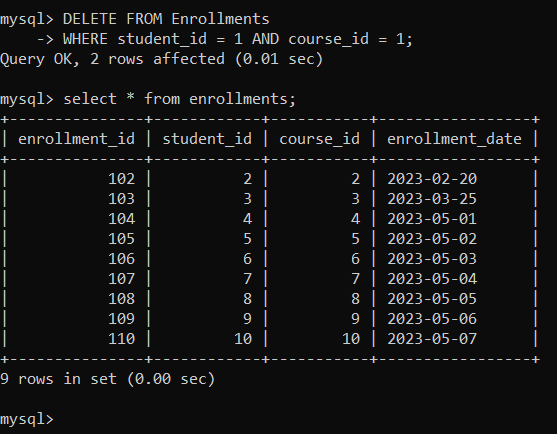 mysql> DELETE FROM Enrollments
    -> WHERE student_id = 1 AND course_id = 1;
Query OK, 2 rows affected (0.01 sec)

mysql> select * from enrollments;
+---------------+------------+-----------+-----------------+
| enrollment_id | student_id | course_id | enrollment_date |
+---------------+------------+-----------+-----------------+
|           102 |          2 |         2 | 2023-02-20      |
|           103 |          3 |         3 | 2023-03-25      |
|           104 |          4 |         4 | 2023-05-01      |
|           105 |          5 |         5 | 2023-05-02      |
|           106 |          6 |         6 | 2023-05-03      |
|           107 |          7 |         7 | 2023-05-04      |
|           108 |          8 |         8 | 2023-05-05      |
|           109 |          9 |         9 | 2023-05-06      |
|           110 |         10 |        10 | 2023-05-07      |
+---------------+------------+-----------+-----------------+
9 rows in set (0.00 sec)

mysql>